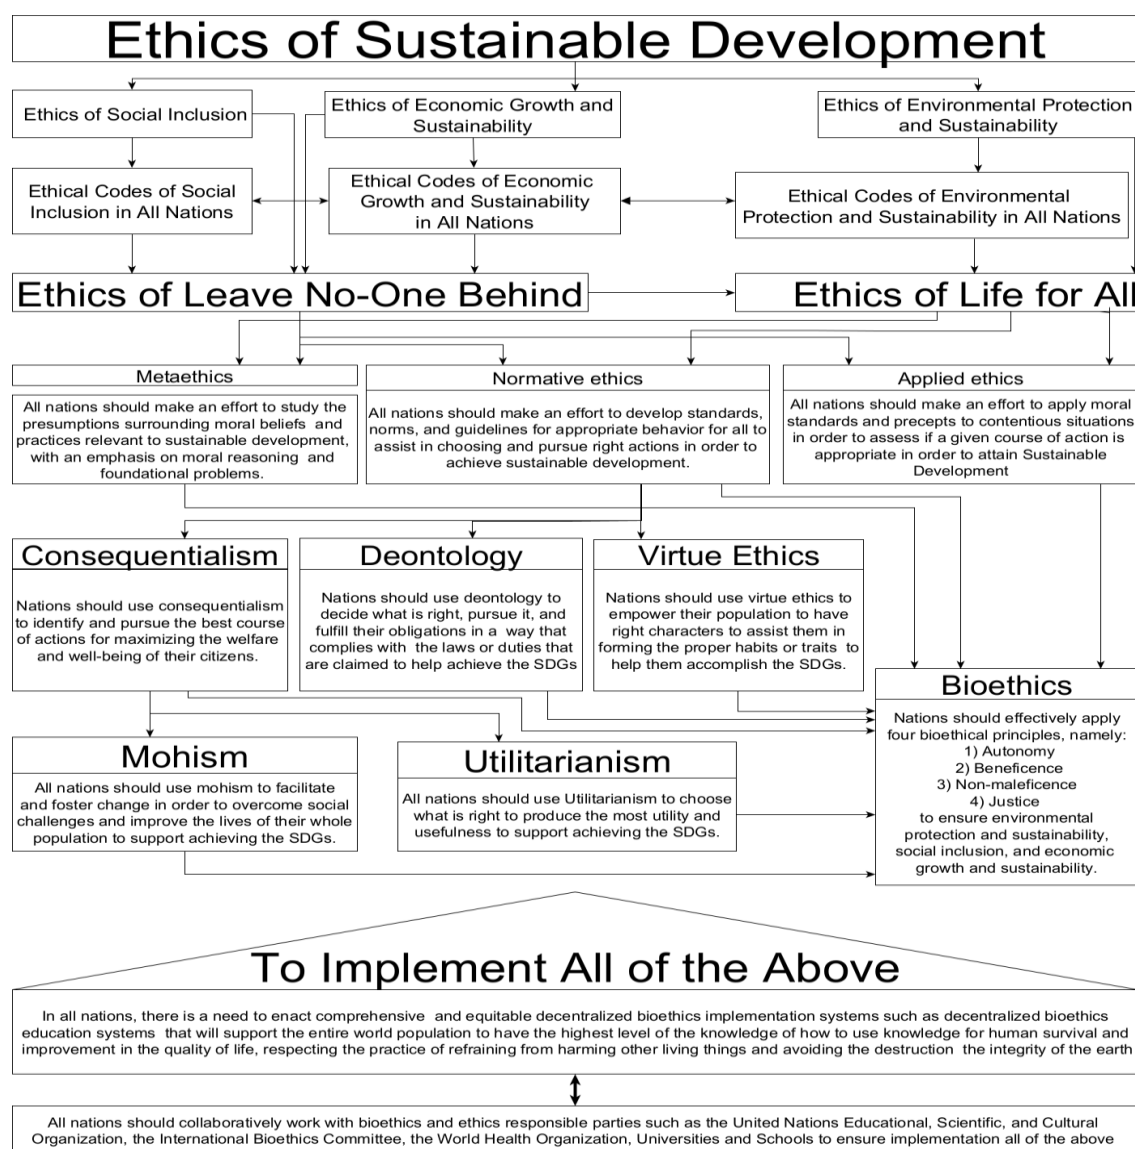 Ethics of Sustainable Development
Ethics of Social Inclusion
Ethics of Economic Growth and
Sustainability
Ethics of Environmental Protection
and Sustainability
Ethical Codes of Social
Inclusion in All Nations
Ethical Codes of Economic
Growth and Sustainability
in All Nations
Ethical Codes of Environmental
Protection and Sustainability in All Nations
Ethics of Leave No-One Behind
Ethics of Life for All
Metaethics
All nations should make an effort to study the
presumptions surrounding moral beliefs and
practices relevant to sustainable development,
with an emphasis on moral reasoning and
foundational problems.
Normative ethics
All nations should make an effort to develop standards,
norms, and guidelines for appropriate behavior for all to
assist in choosing and pursue right actions in order to
achieve sustainable development.
Applied ethics
All nations should make an effort to apply moral
standards and precepts to contentious situations
in order to assess if a given course of action is
appropriate in order to attain Sustainable
Development
Consequentialism
Nations should use consequentialism
to identify and pursue the best course
of actions for maximizing the welfare
and well-being of their citizens.
Deontology
Nations should use deontology to
decide what is right, pursue it, and
fulfill their obligations in a way that
complies with the laws or duties that
are claimed to help achieve the SDGs
Virtue Ethics
Nations should use virtue ethics to
empower their population to have
right characters to assist them in
forming the proper habits or traits to
help them accomplish the SDGs.
Bioethics
Nations should effectively apply
four bioethical principles, namely:
1) Autonomy
2) Beneficence
3) Non-maleficence
4) Justice
to ensure environmental
protection and sustainability,
social inclusion, and economic
growth and sustainability.
Mohism
All nations should use mohism to facilitate
and foster change in order to overcome social
challenges and improve the lives of their whole
population to support achieving the SDGs.
Utilitarianism
All nations should use Utilitarianism to choose
what is right to produce the most utility and
usefulness to support achieving the SDGs.
To Implement All of the Above
In all nations, there is a need to enact comprehensive and equitable decentralized bioethics implementation systems such as decentralized bioethics
education systems that will support the entire world population to have the highest level of the knowledge of how to use knowledge for human survival and
improvement in the quality of life, respecting the practice of refraining from harming other living things and avoiding the destruction the integrity of the earth
All nations should collaboratively work with bioethics and ethics responsible parties such as the United Nations Educational, Scientific, and Cultural
Organization, the International Bioethics Committee, the World Health Organization, Universities and Schools to ensure implementation all of the above